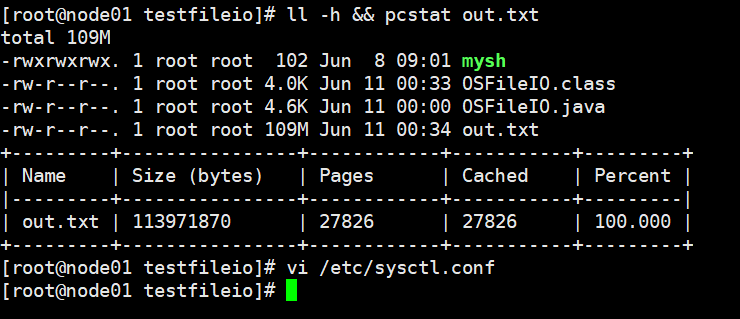 [root@node01 testfileio]# ll -h && pcstat out.txt
total 109M
-rwxrwxrwx. 1 root root  102 Jun  8 09:01 mysh
-rw-r--r--. 1 root root 4.0K Jun 11 00:33 OSFileIO.class
-rw-r--r--. 1 root root 4.6K Jun 11 00:00 OSFileIO.java
-rw-r--r--. 1 root root 109M Jun 11 00:34 out.txt
+---------+----------------+------------+-----------+---------+
| Name    | Size (bytes)   | Pages      | Cached    | Percent |
|---------+----------------+------------+-----------+---------|
| out.txt | 113971870      | 27826      | 27826     | 100.000 |
+---------+----------------+------------+-----------+---------+
[root@node01 testfileio]# vi /etc/sysctl.conf
[root@node01 testfileio]#